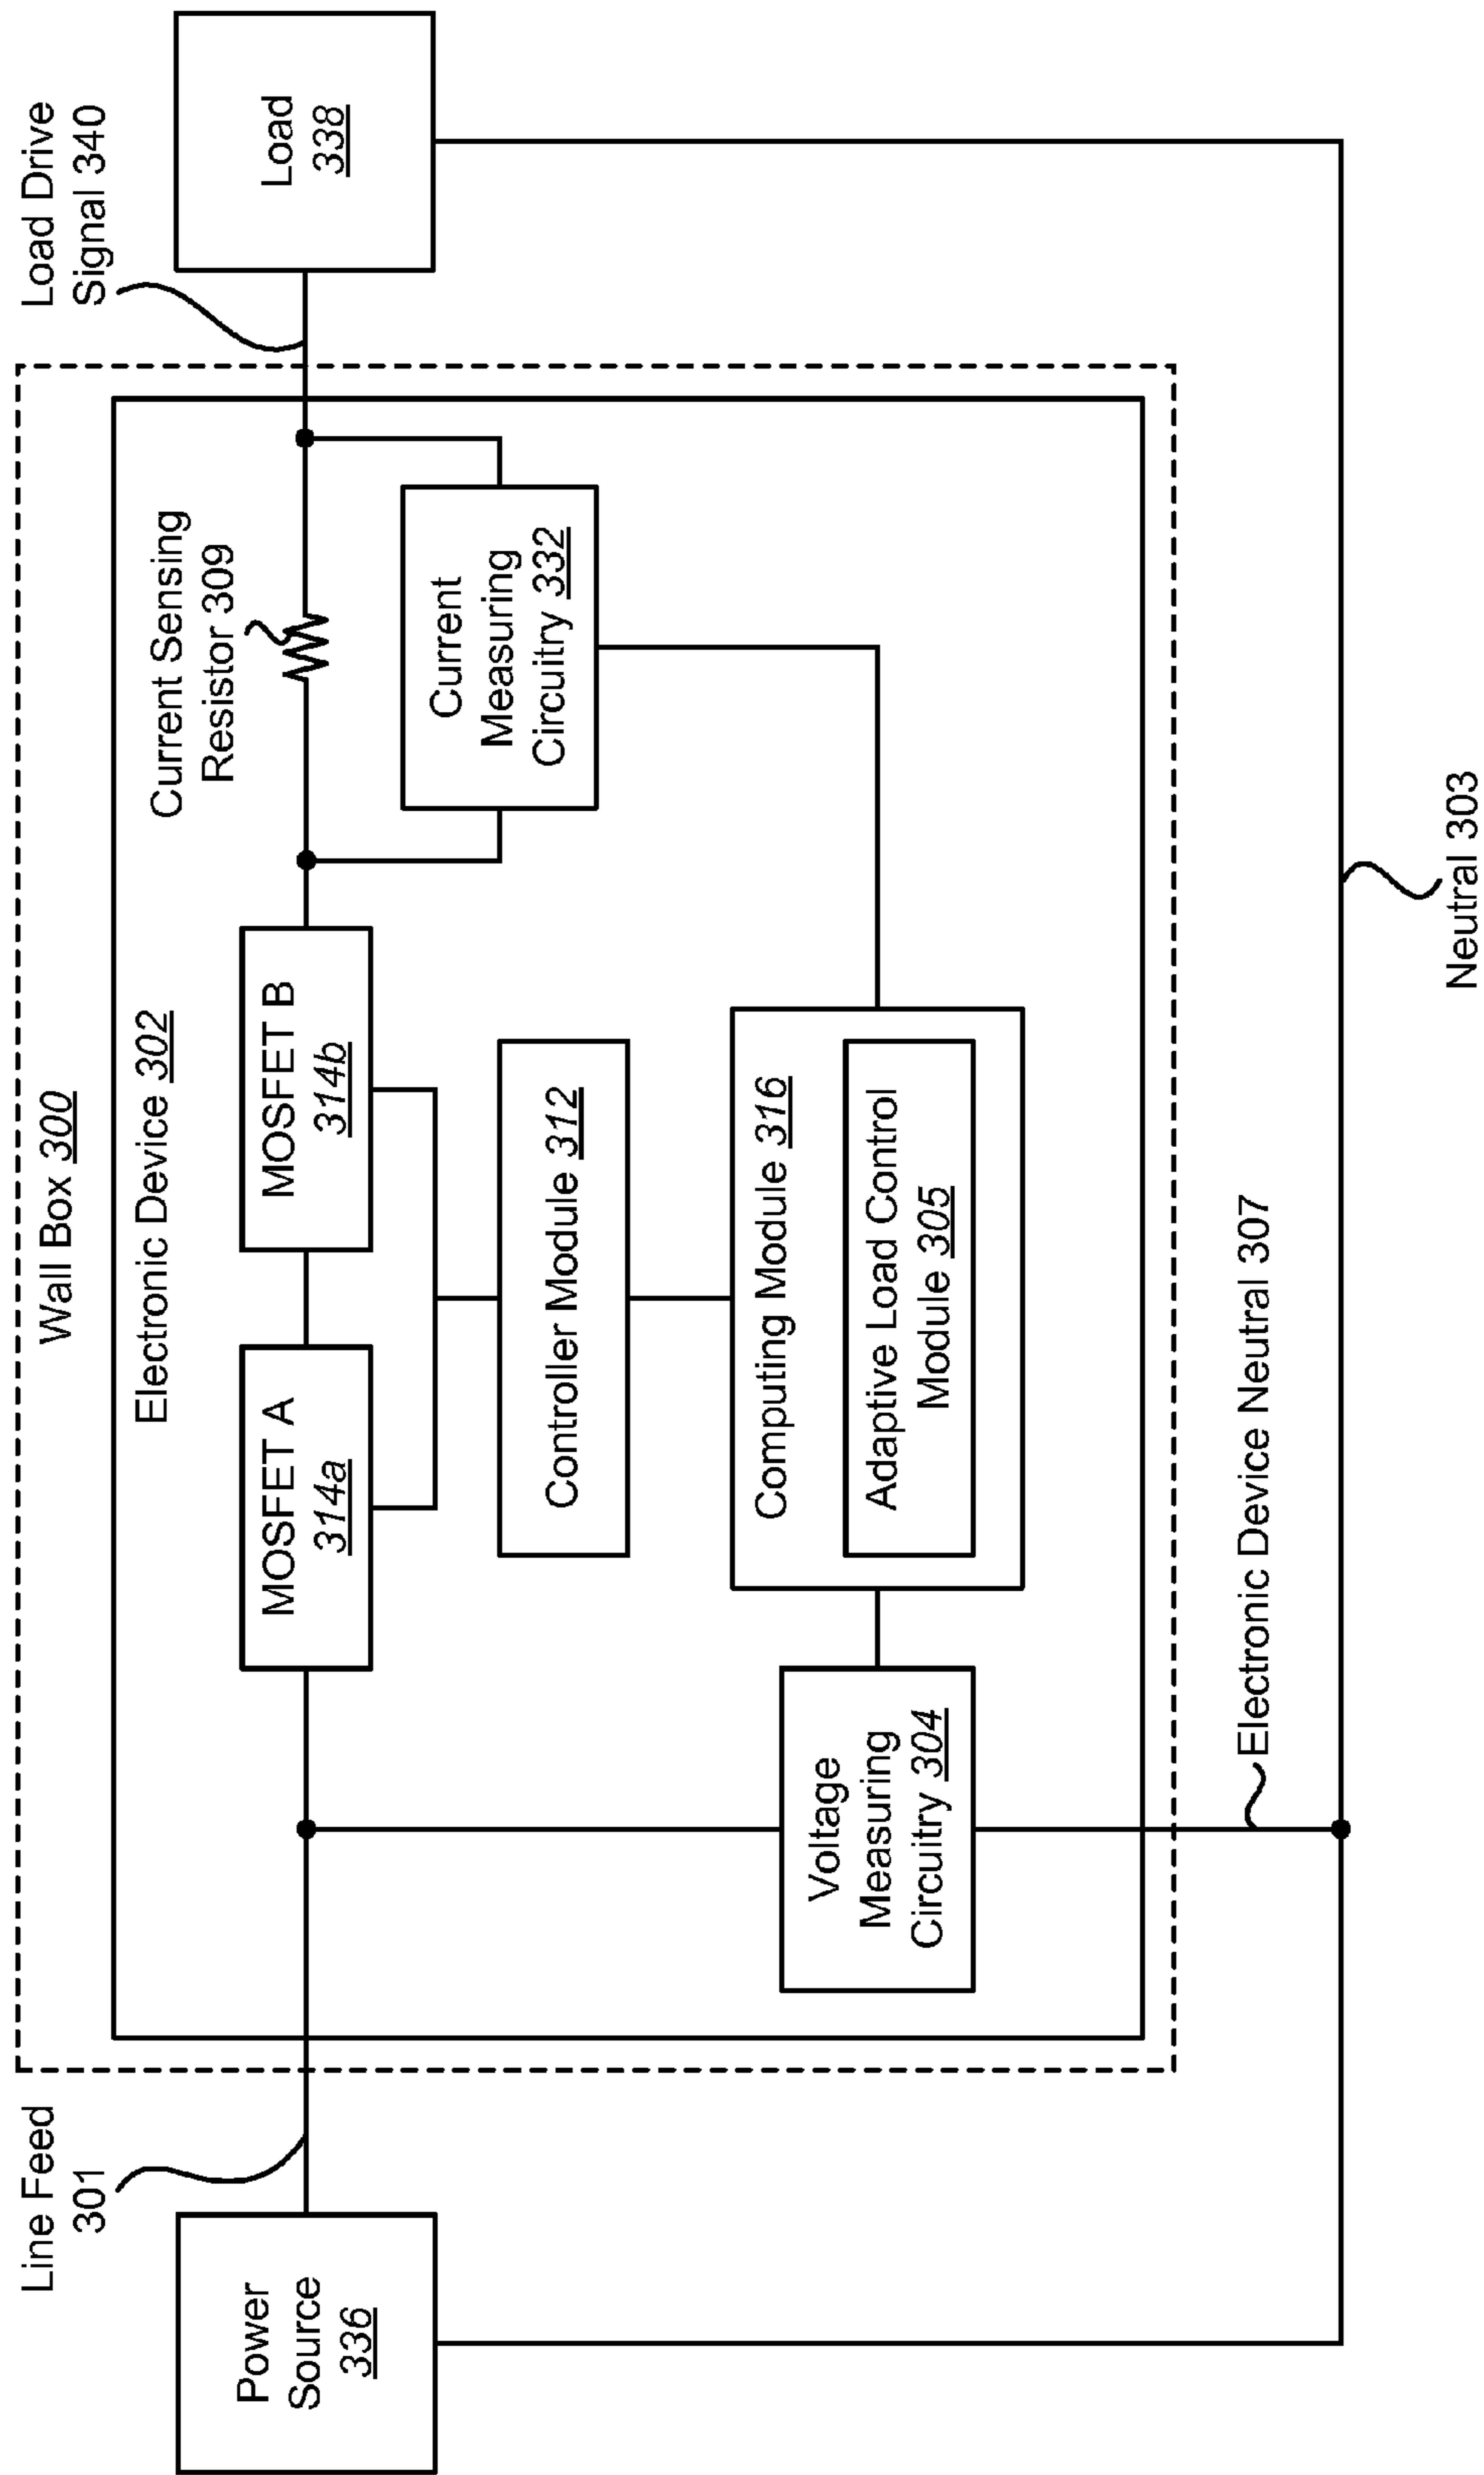 Wall Box 300
Line Feed
301
Load Drive
Signal 340
Electronic Device 302
Current Sensing
Resistor 309
Power
Source
336
MOSFET A
314a
MOSFET B
314b
Load
338
Current
Measuring
Circuitry 332
Controller Module 312
Computing Module 316
Adaptive Load Control
Module 305
Voltage
Measuring
Circuitry 304
Electronic Device Neutral 307
Neutral 303